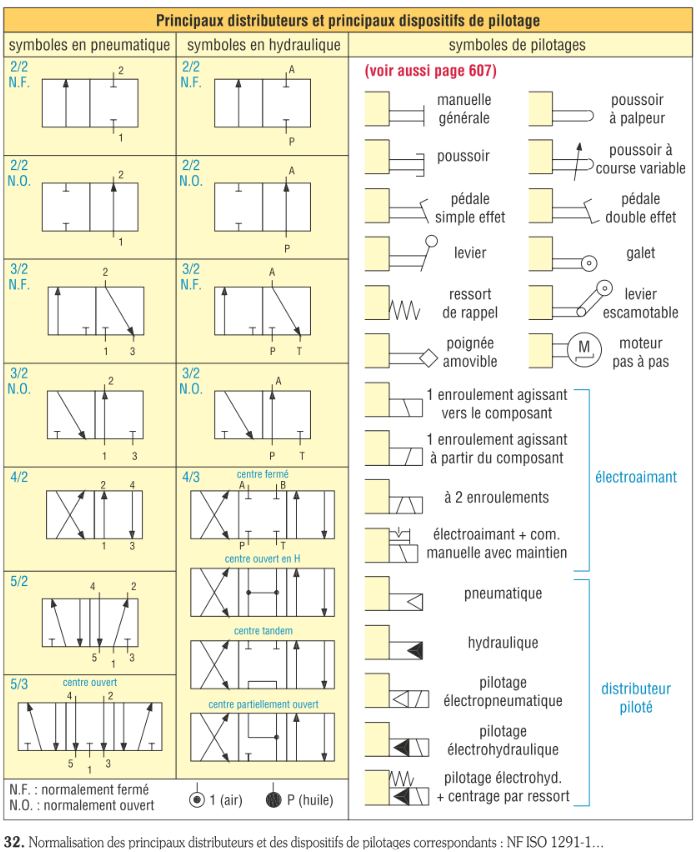 Principaux distributeurs et principaux dispositifs de pilotage
symboles en pneumatique
symboles en hydraulique
symboles de pilotages
2/2
N.F.
2
1
2/2
N.F.
A
P
2/2
N.O.
2
1
2/2
N.O.
A
P
3/2
N.F.
2
1 3
3/2
N.F.
A
P T
3/2
N.O.
2
1 3
3/2
N.O.
A
P T
4/2
2 4
1 3
4/3
centre fermé
A B
P T
centre ouvert en H
centre tandem
centre partiellement ouvert
5/2
4 2
5 1 3
5/3
centre ouvert
4 2
5 1 3
N.F. : normalement fermé
N.O. : normalement ouvert
1 (air)
P (huile)
(voir aussi page 607)
manuelle
générale
poussoir
à palpeur
poussoir
poussoir à
course variable
pédale
simple effet
pédale
double effet
levier
galet
ressort
de rappel
levier
escamotable
poignée
amovible
M
moteur
pas à pas
1 enroulement agissant
vers le composant
1 enroulement agissant
à partir du composant
à 2 enroulements
électroaimant + com.
manuelle avec maintien
électroaimant
pneumatique
hydraulique
pilotage
électropneumatique
pilotage
électrohydraulique
pilotage électrohyd.
+ centrage par ressort
distributeur
piloté
32. Normalisation des principaux distributeurs et des dispositifs de pilotages correspondants : NF ISO 1291-1…